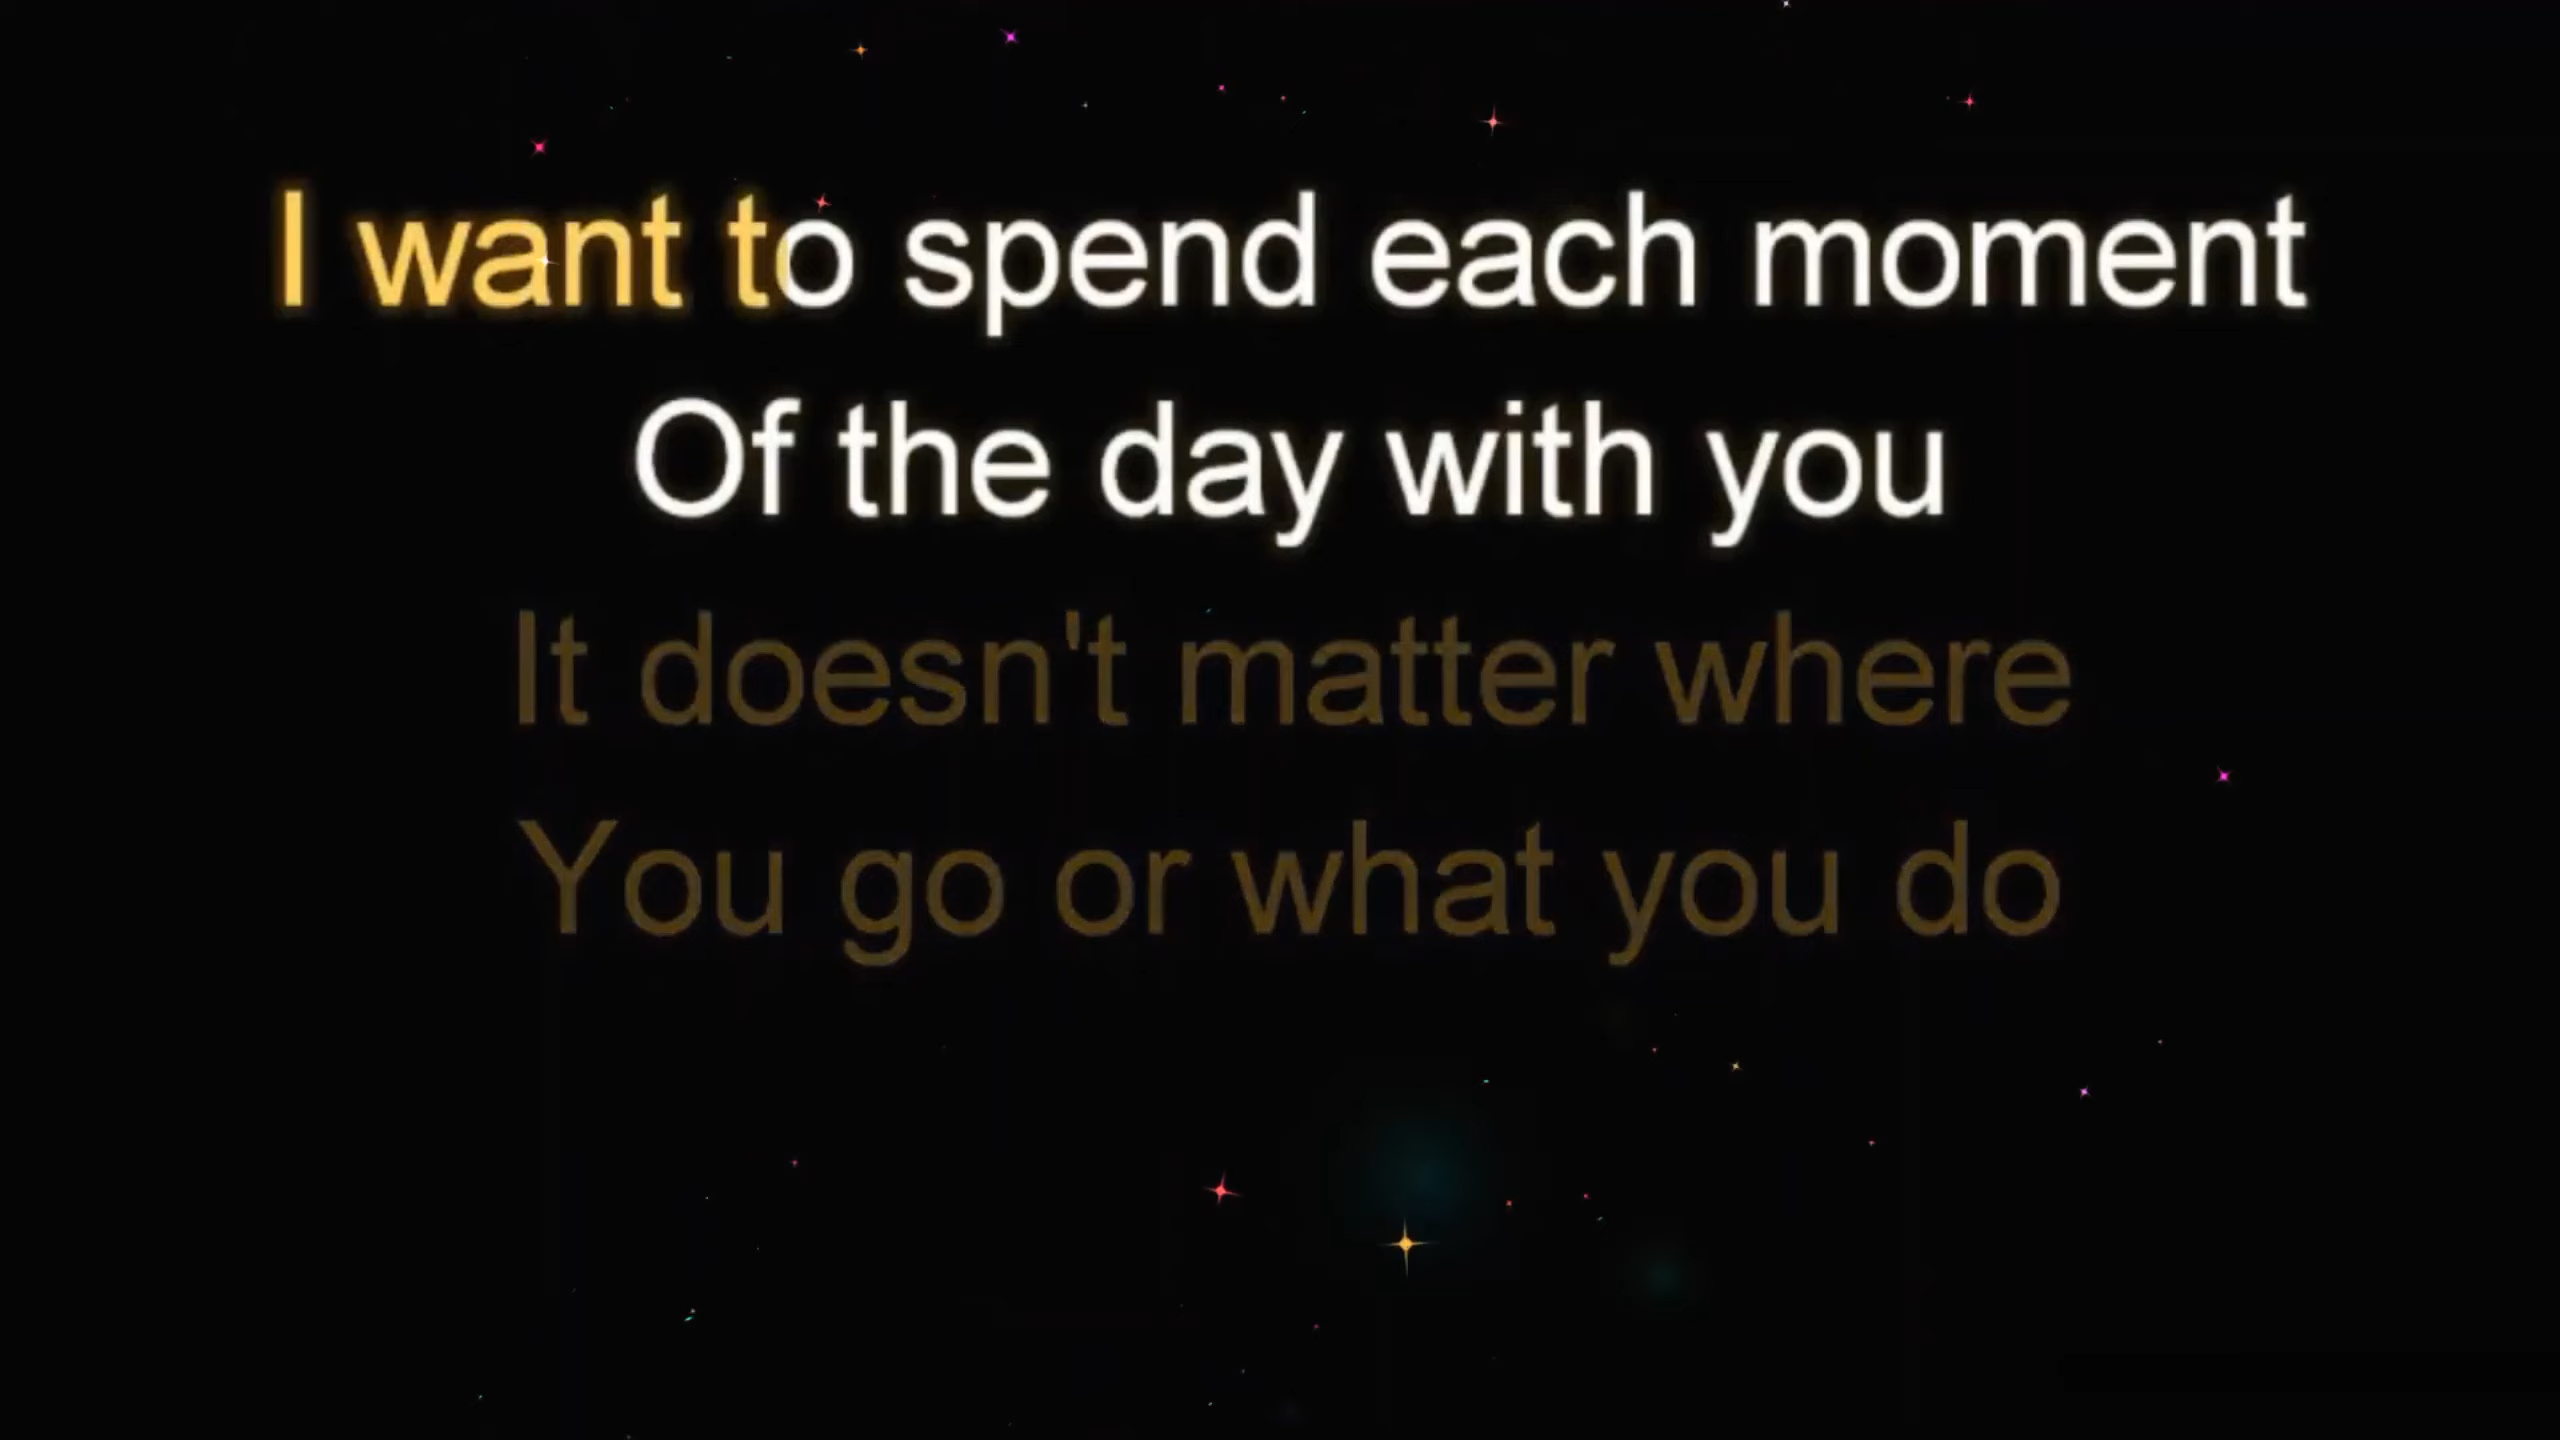 I want to spend each moment
Of the day with you
It doesn't matter where
You go or what you do